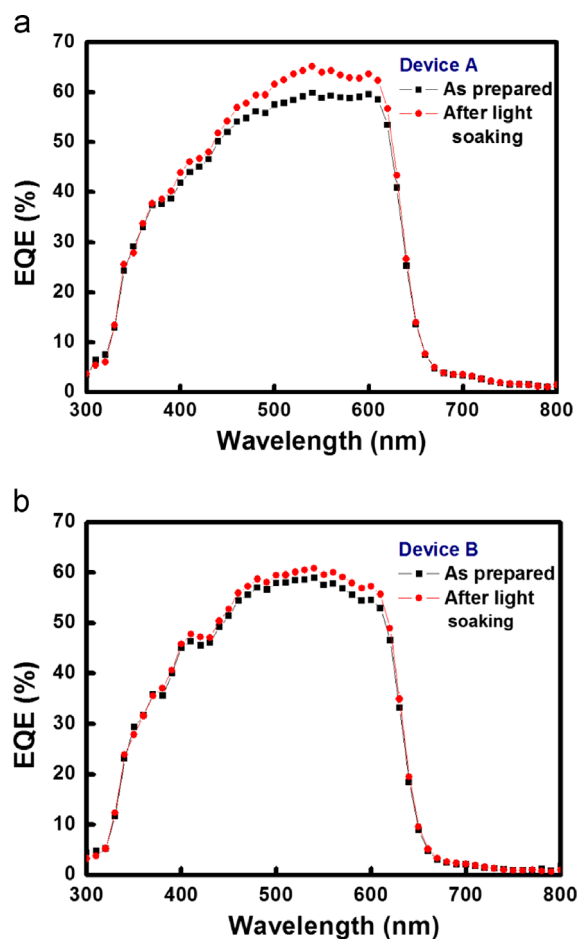 a
70
60
50
40
30
20
10
0
EQE (%)
Device A
As prepared
After light
soaking
300 400 500 600 700 800
Wavelength (nm)
b
70
60
50
40
30
20
10
0
EQE (%)
Device B
As prepared
After light
soaking
300 400 500 600 700 800
Wavelength (nm)